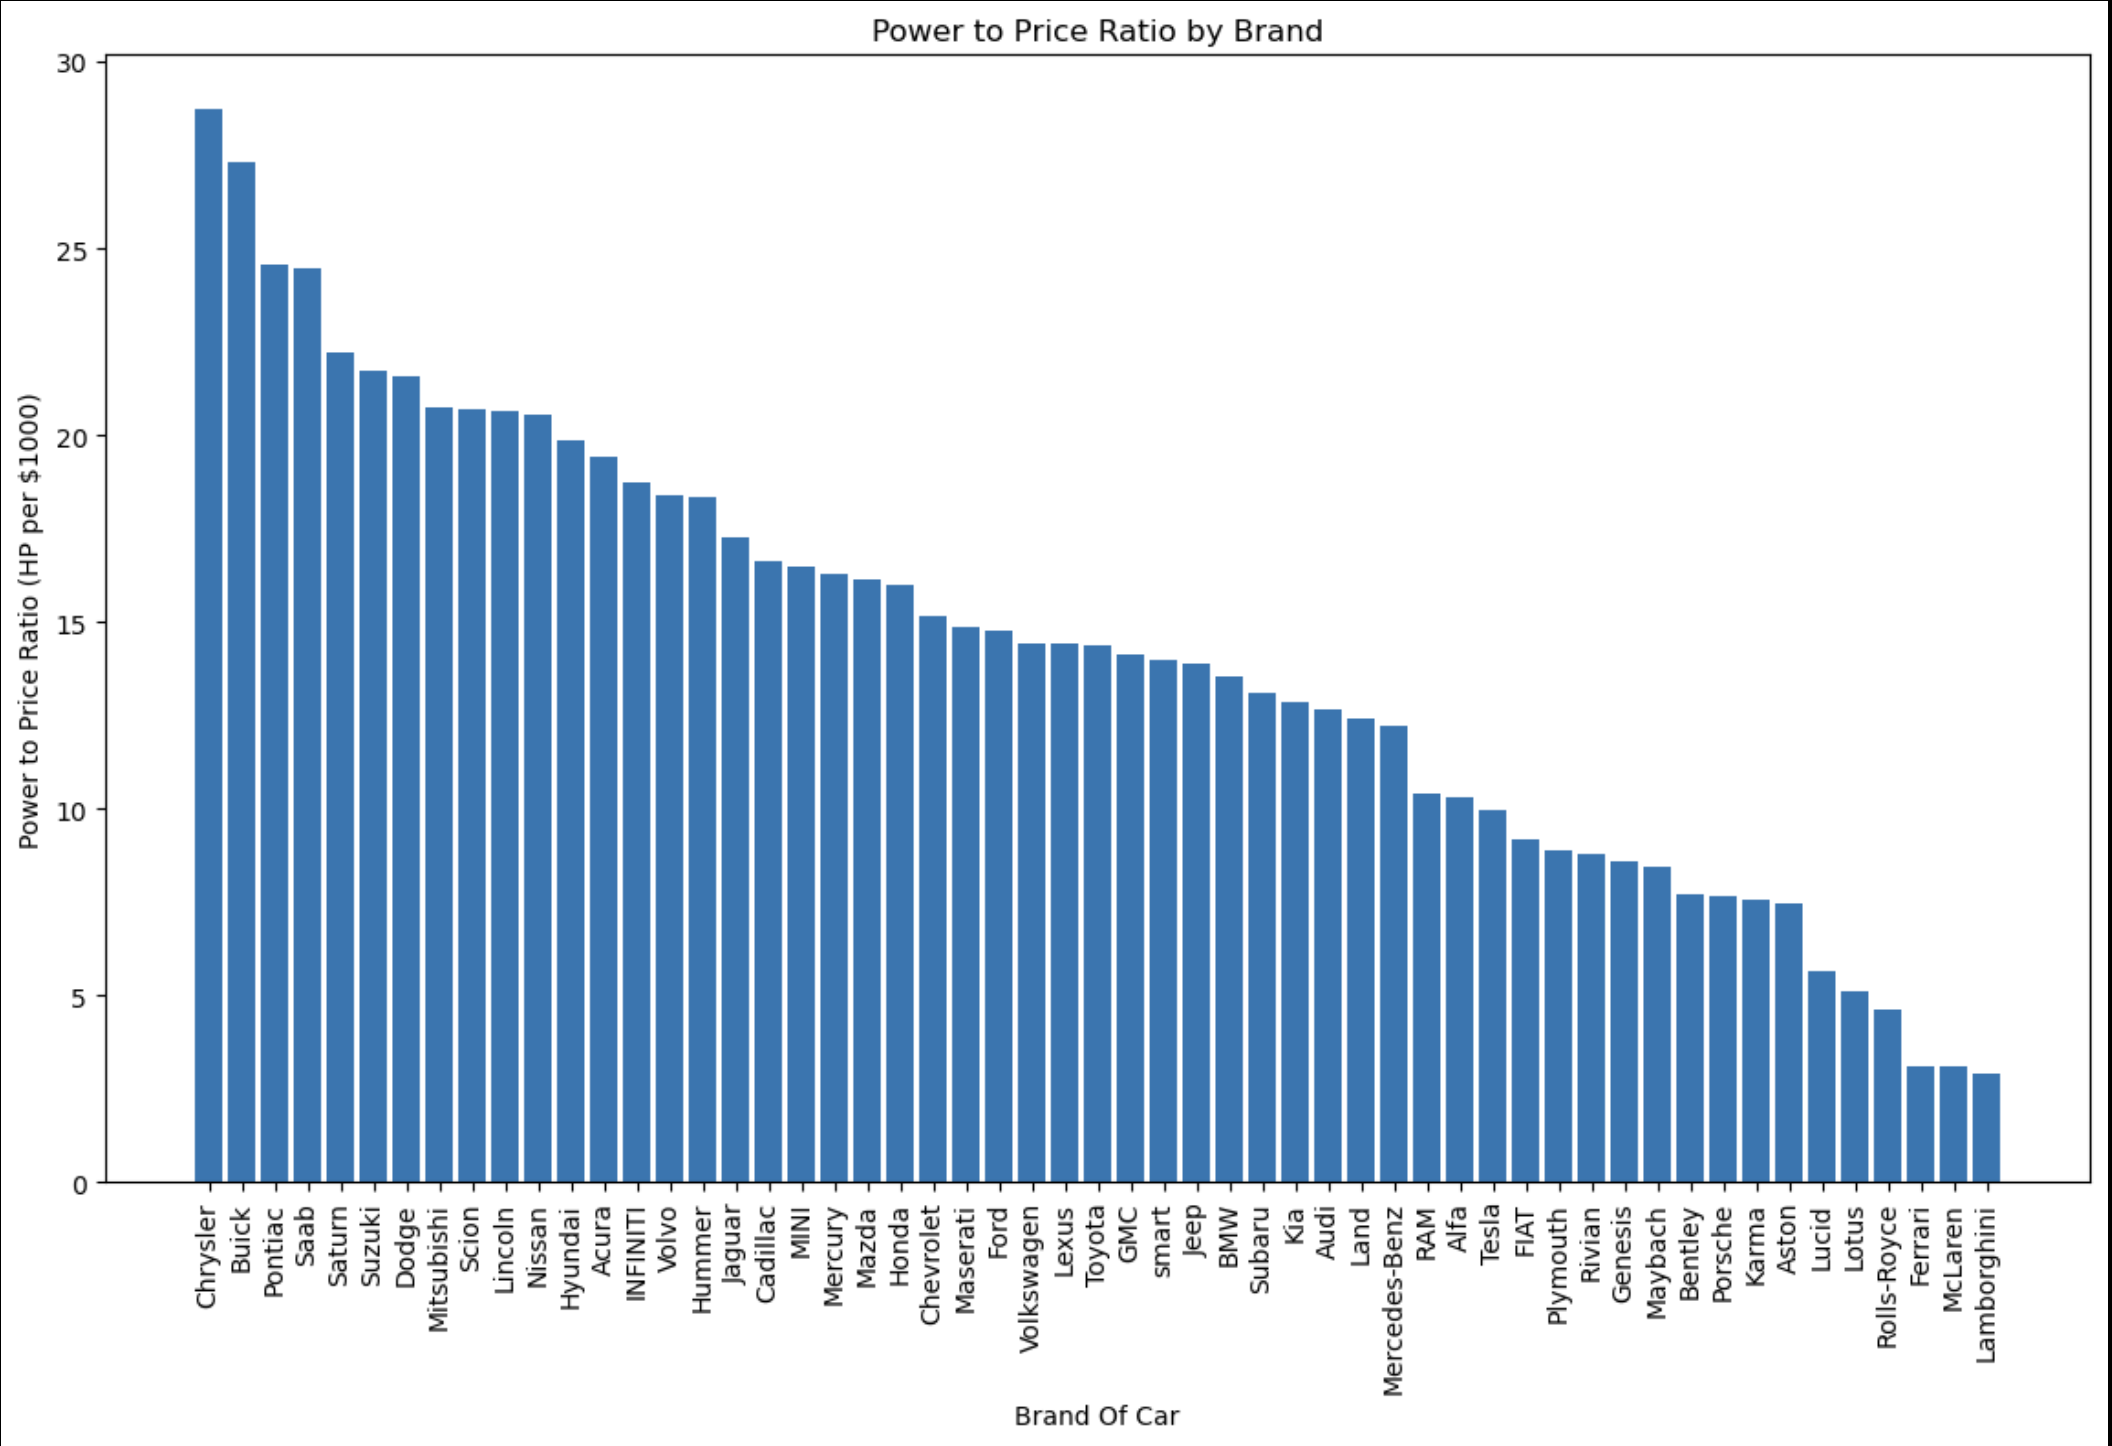 Power to Price Ratio by Brand
Power to Price Ratio (HP per $1000)
30
25
20
15
10
5
0
Chrysler
Buick
Pontiac
Saab
Saturn
Suzuki
Dodge
Mitsubishi
Scion
Lincoln
Nissan
Hyundai
Acura
INFINITI
Volvo
Hummer
Jaguar
Cadillac
MINI
Mercury
Mazda
Honda
Chevrolet
Maserati
Ford
Volkswagen
Lexus
Toyota
GMC
smart
Jeep
BMW
Subaru
Kia
Audi
Land
Mercedes-Benz
RAM
Alfa
Tesla
FIAT
Plymouth
Rivian
Genesis
Maybach
Bentley
Porsche
Karma
Aston
Lucid
Lotus
Rolls-Royce
Ferrari
McLaren
Lamborghini
Brand Of Car